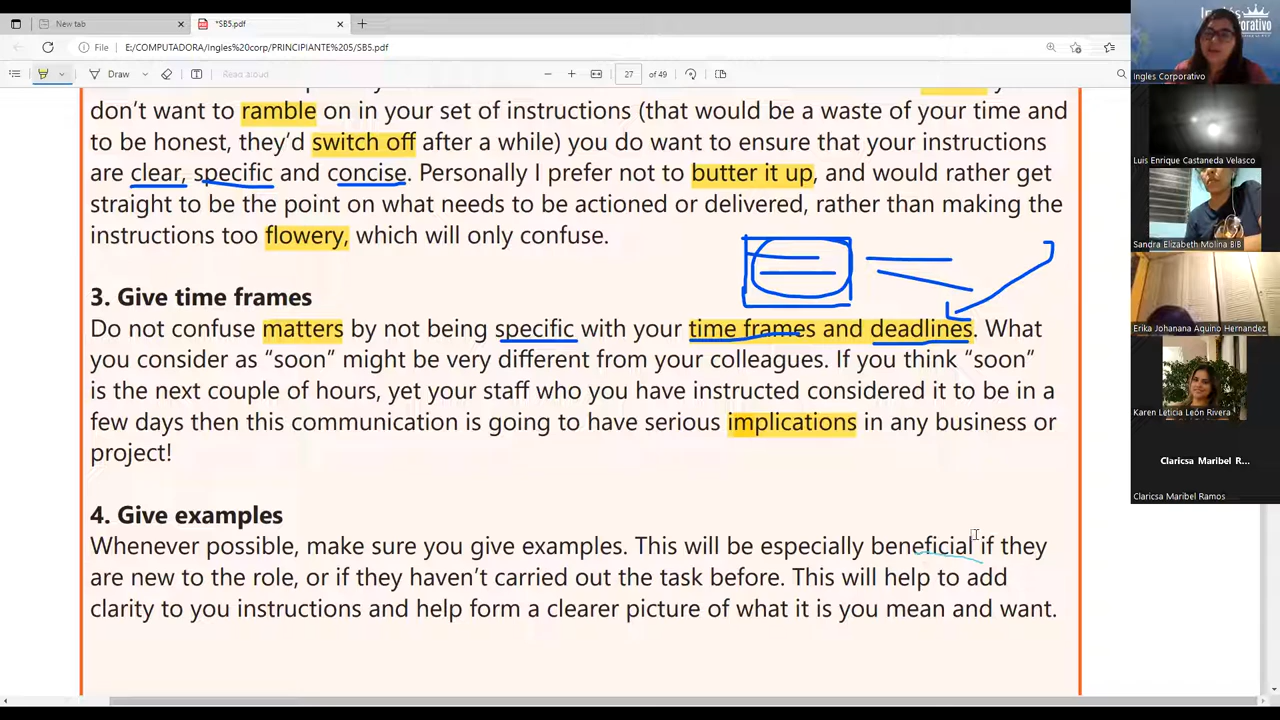 New tab
*SB5.pdf
File
E:/COMPUTADORA/Ingles%20corp/PRINCIPIANTE%205/SB5.pdf
Draw
Read aloud
27 of 49
don't want to ramble on in your set of instructions (that would be a waste of your time and
to be honest, they'd switch off after a while) you do want to ensure that your instructions
are clear, specific and concise. Personally I prefer not to butter it up, and would rather get
straight to be the point on what needs to be actioned or delivered, rather than making the
instructions too flowery, which will only confuse.
3. Give time frames
Do not confuse matters by not being specific with your time frames and deadlines. What
you consider as "soon" might be very different from your colleagues. If you think "soon"
is the next couple of hours, yet your staff who you have instructed considered it to be in a
few days then this communication is going to have serious implications in any business or
project!
4. Give examples
Whenever possible, make sure you give examples. This will be especially beneficial if they
are new to the role, or if they haven't carried out the task before. This will help to add
clarity to you instructions and help form a clearer picture of what it is you mean and want.
Ingles Corporativo
Luis Enrique Castaneda Velasco
Sandra Elizabeth Molina BIB
Erika Johanana Aquino Hernandez
Karen Leticia León Rivera
Claricsa Maribel R...
Claricsa Maribel Ramos